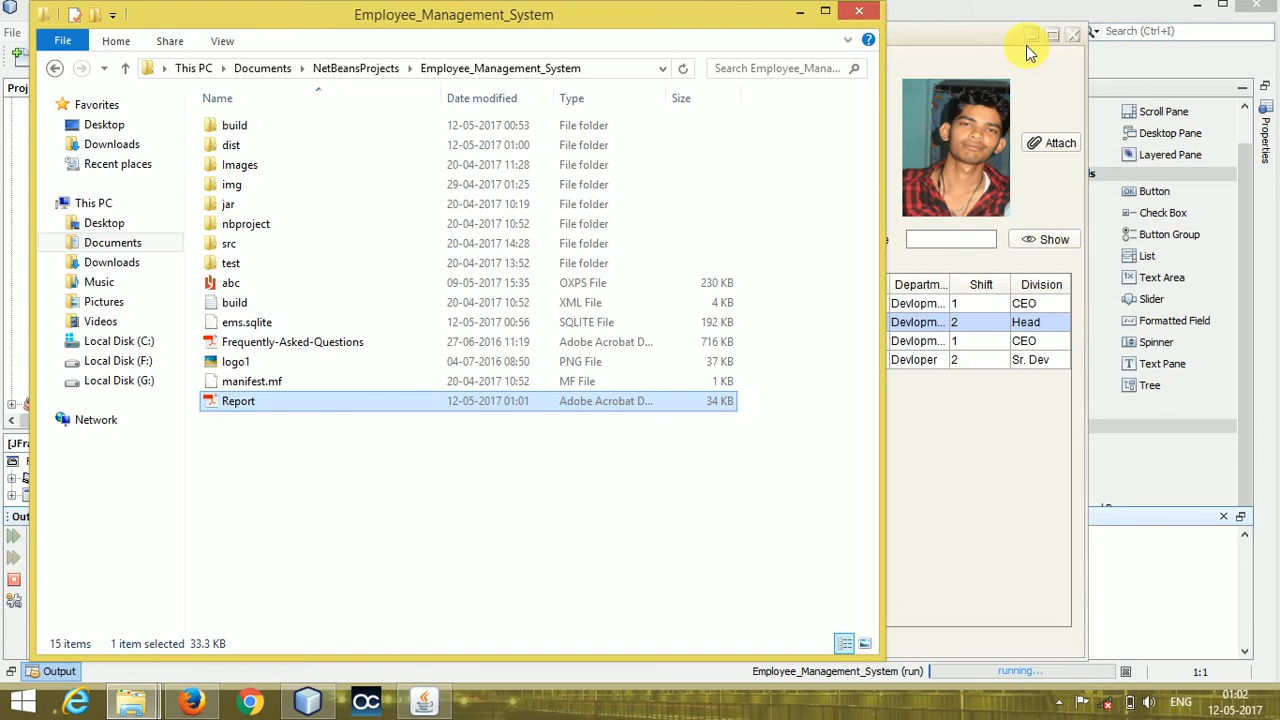 Employee_Management_System
File Home Share View
This PC Documents NetBeansProjects Employee_Management_System
Search Employee_Mana...
Name Date modified Type Size
Favorites
Desktop
Downloads
Recent places
This PC
Desktop
Documents
Downloads
Music
Pictures
Videos
Local Disk (C:)
Local Disk (F:)
Local Disk (G:)
Network
build 12-05-2017 00:53 File folder
dist 12-05-2017 01:00 File folder
Images 20-04-2017 11:28 File folder
img 29-04-2017 01:25 File folder
jar 20-04-2017 10:19 File folder
nbproject 20-04-2017 10:52 File folder
src 20-04-2017 14:28 File folder
test 20-04-2017 13:52 File folder
abc 09-05-2017 15:35 OXPS File 230 KB
build 20-04-2017 10:52 XML File 4 KB
ems.sqlite 12-05-2017 00:56 SQLITE File 192 KB
Frequently-Asked-Questions 27-06-2016 11:19 Adobe Acrobat D... 716 KB
logo1 04-07-2016 08:50 PNG File 37 KB
manifest.mf 20-04-2017 10:52 MF File 1 KB
Report 12-05-2017 01:01 Adobe Acrobat D... 34 KB
15 items 1 item selected 33.3 KB
File
Proj
[JFra
Out
Search (Ctrl+I)
Attach
Show
Departm... Shift Division
Devlopm... 1 CEO
Devlopm... 2 Head
Devlopm... 1 CEO
Devloper 2 Sr. Dev
Scroll Pane
Desktop Pane
Layered Pane
Button
Check Box
Button Group
List
Text Area
Slider
Formatted Field
Spinner
Text Pane
Tree
Properties
Output
Employee_Management_System (run) running... 1:1
ENG
01:02
12-05-2017